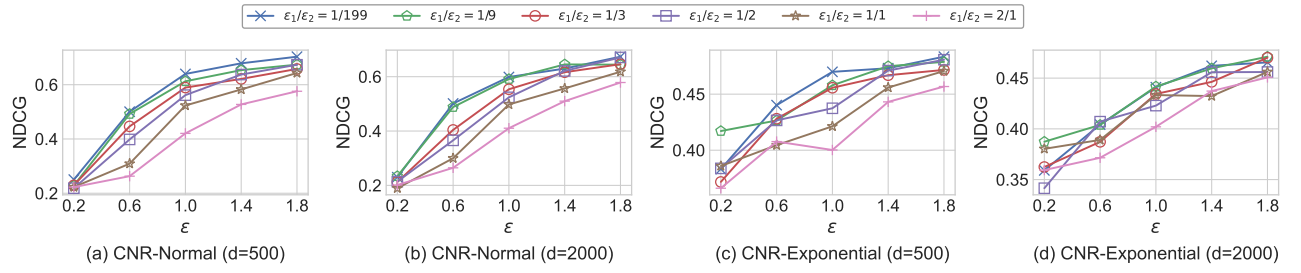 ε₁/ε₂ = 1/199 ε₁/ε₂ = 1/9 ε₁/ε₂ = 1/3 ε₁/ε₂ = 1/2 ε₁/ε₂ = 1/1 ε₁/ε₂ = 2/1
NDCG
0.6
0.4
0.2
0.2 0.6 1.0 1.4 1.8
ε
(a) CNR-Normal (d=500)
NDCG
0.6
0.4
0.2
0.2 0.6 1.0 1.4 1.8
ε
(b) CNR-Normal (d=2000)
NDCG
0.45
0.40
0.2 0.6 1.0 1.4 1.8
ε
(c) CNR-Exponential (d=500)
NDCG
0.45
0.40
0.35
0.2 0.6 1.0 1.4 1.8
ε
(d) CNR-Exponential (d=2000)